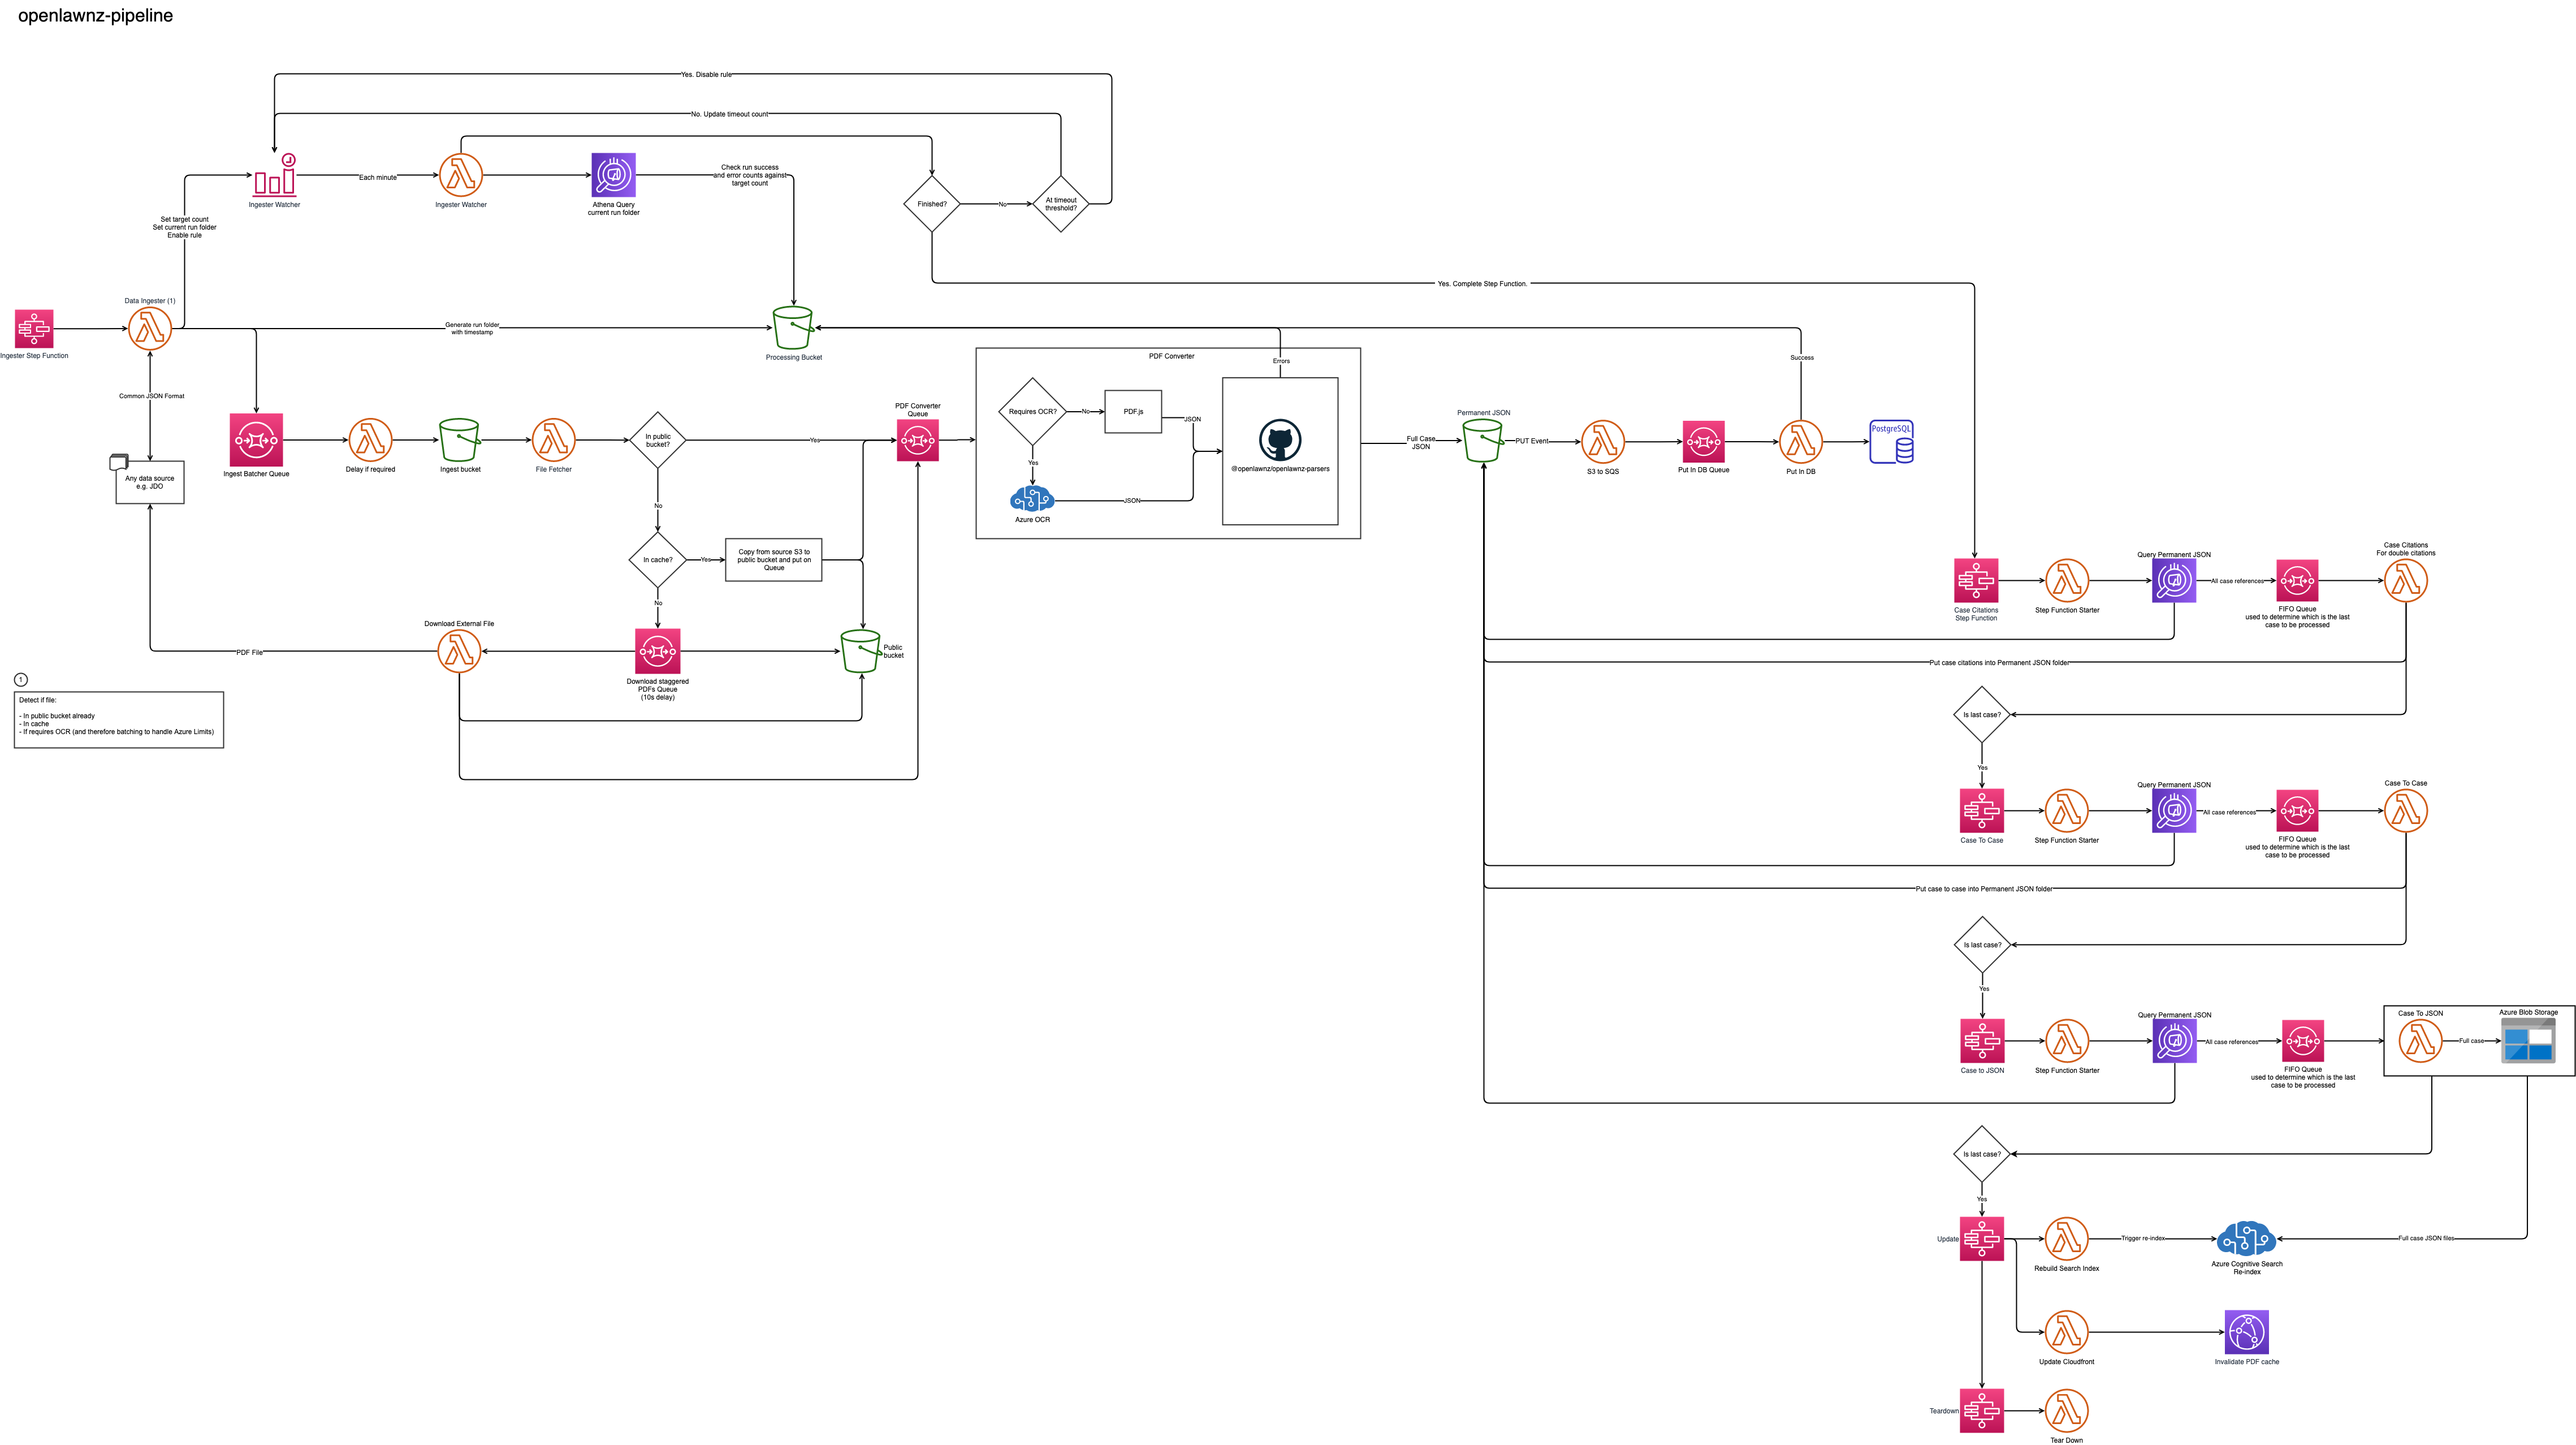 openlawnz-pipeline
Yes. Disable rule
No. Update timeout count
Each minute
Check run success
and error counts against
target count
Ingester Watcher
Ingester Watcher
Athena Query
current run folder
Finished?
No
At timeout
threshold?
Set target count
Set current run folder
Enable rule
Yes. Complete Step Function.
Data Ingester (1)
Generate run folder
with timestamp
Ingester Step Function
Processing Bucket
Success
PDF Converter
Errors
Common JSON Format
PDF Converter
Queue
Requires OCR?
No
PDF.js
JSON
Permanent JSON
Full Case
JSON
PUT Event
PostgreSQL
In public
bucket?
Yes
Ingest Batcher Queue
Delay if required
Ingest bucket
File Fetcher
Yes
@openlawnz/openlawnz-parsers
S3 to SQS
Put In DB Queue
Put In DB
Any data source
e.g. JDO
No
JSON
Azure OCR
In cache?
Yes
Copy from source S3 to
public bucket and put on
Queue
No
Case Citations
For double citations
Query Permanent JSON
All case references
Case Citations
Step Function
Step Function Starter
FIFO Queue
used to determine which is the last
case to be processed
Download External File
PDF File
Public
bucket
Download staggered
PDFs Queue
(10s delay)
Put case citations into Permanent JSON folder
1
Detect if file:
- In public bucket already
- In cache
- If requires OCR (and therefore batching to handle Azure Limits)
Is last case?
Yes
Query Permanent JSON
Case To Case
All case references
Case To Case
Step Function Starter
FIFO Queue
used to determine which is the last
case to be processed
Put case to case into Permanent JSON folder
Is last case?
Yes
Query Permanent JSON
Case To JSON
Azure Blob Storage
All case references
Full case
Case to JSON
Step Function Starter
FIFO Queue
used to determine which is the last
case to be processed
Is last case?
Yes
Update
Trigger re-index
Full case JSON files
Rebuild Search Index
Azure Cognitive Search
Re-index
Update Cloudfront
Invalidate PDF cache
Teardown
Tear Down